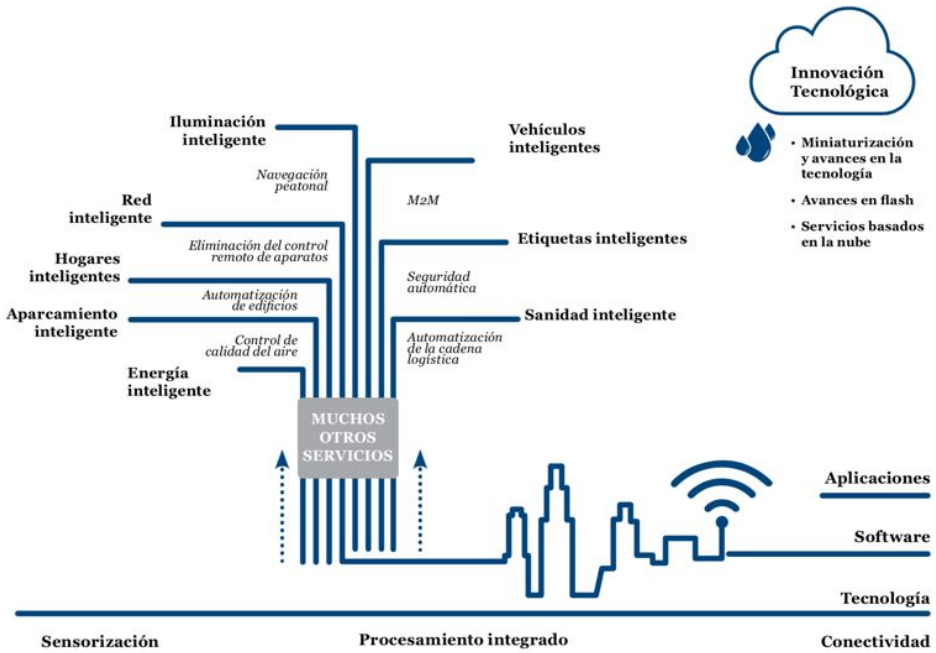 Innovación
Tecnológica
• Miniaturización
y avances en la
tecnología
• Avances en flash
• Servicios basados
en la nube
Iluminación
inteligente
Vehículos
inteligentes
Navegación
peatonal
M2M
Red
inteligente
Etiquetas inteligentes
Eliminación del control
remoto de aparatos
Hogares
inteligentes
Seguridad
automática
Automatización
de edificios
Aparcamiento
inteligente
Sanidad inteligente
Control de
calidad del aire
Automatización
de la cadena
logística
Energía
inteligente
MUCHOS
OTROS
SERVICIOS
Aplicaciones
Software
Tecnología
Sensorización
Procesamiento integrado
Conectividad